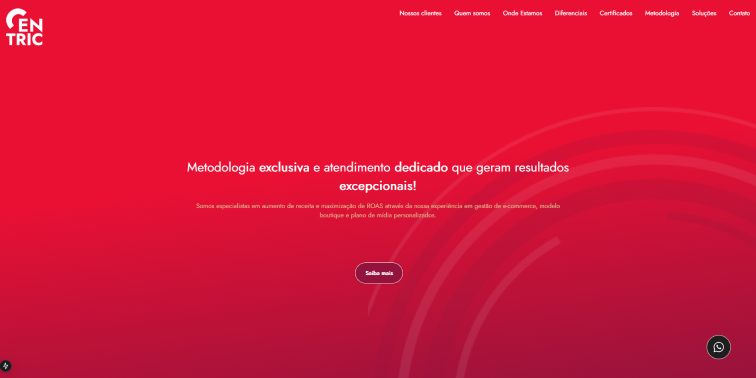 CENTRIC
Nossos clientes
Quem somos
Onde Estamos
Diferenciais
Certificados
Metodologia
Soluções
Contato
Metodologia exclusiva e atendimento dedicado que geram resultados
excepcionais!
Somos especialistas em aumento de receita e maximização de ROAS através da nossa experiência em gestão de e-commerce, modelo
boutique e plano de mídia personalizados.
Saiba mais